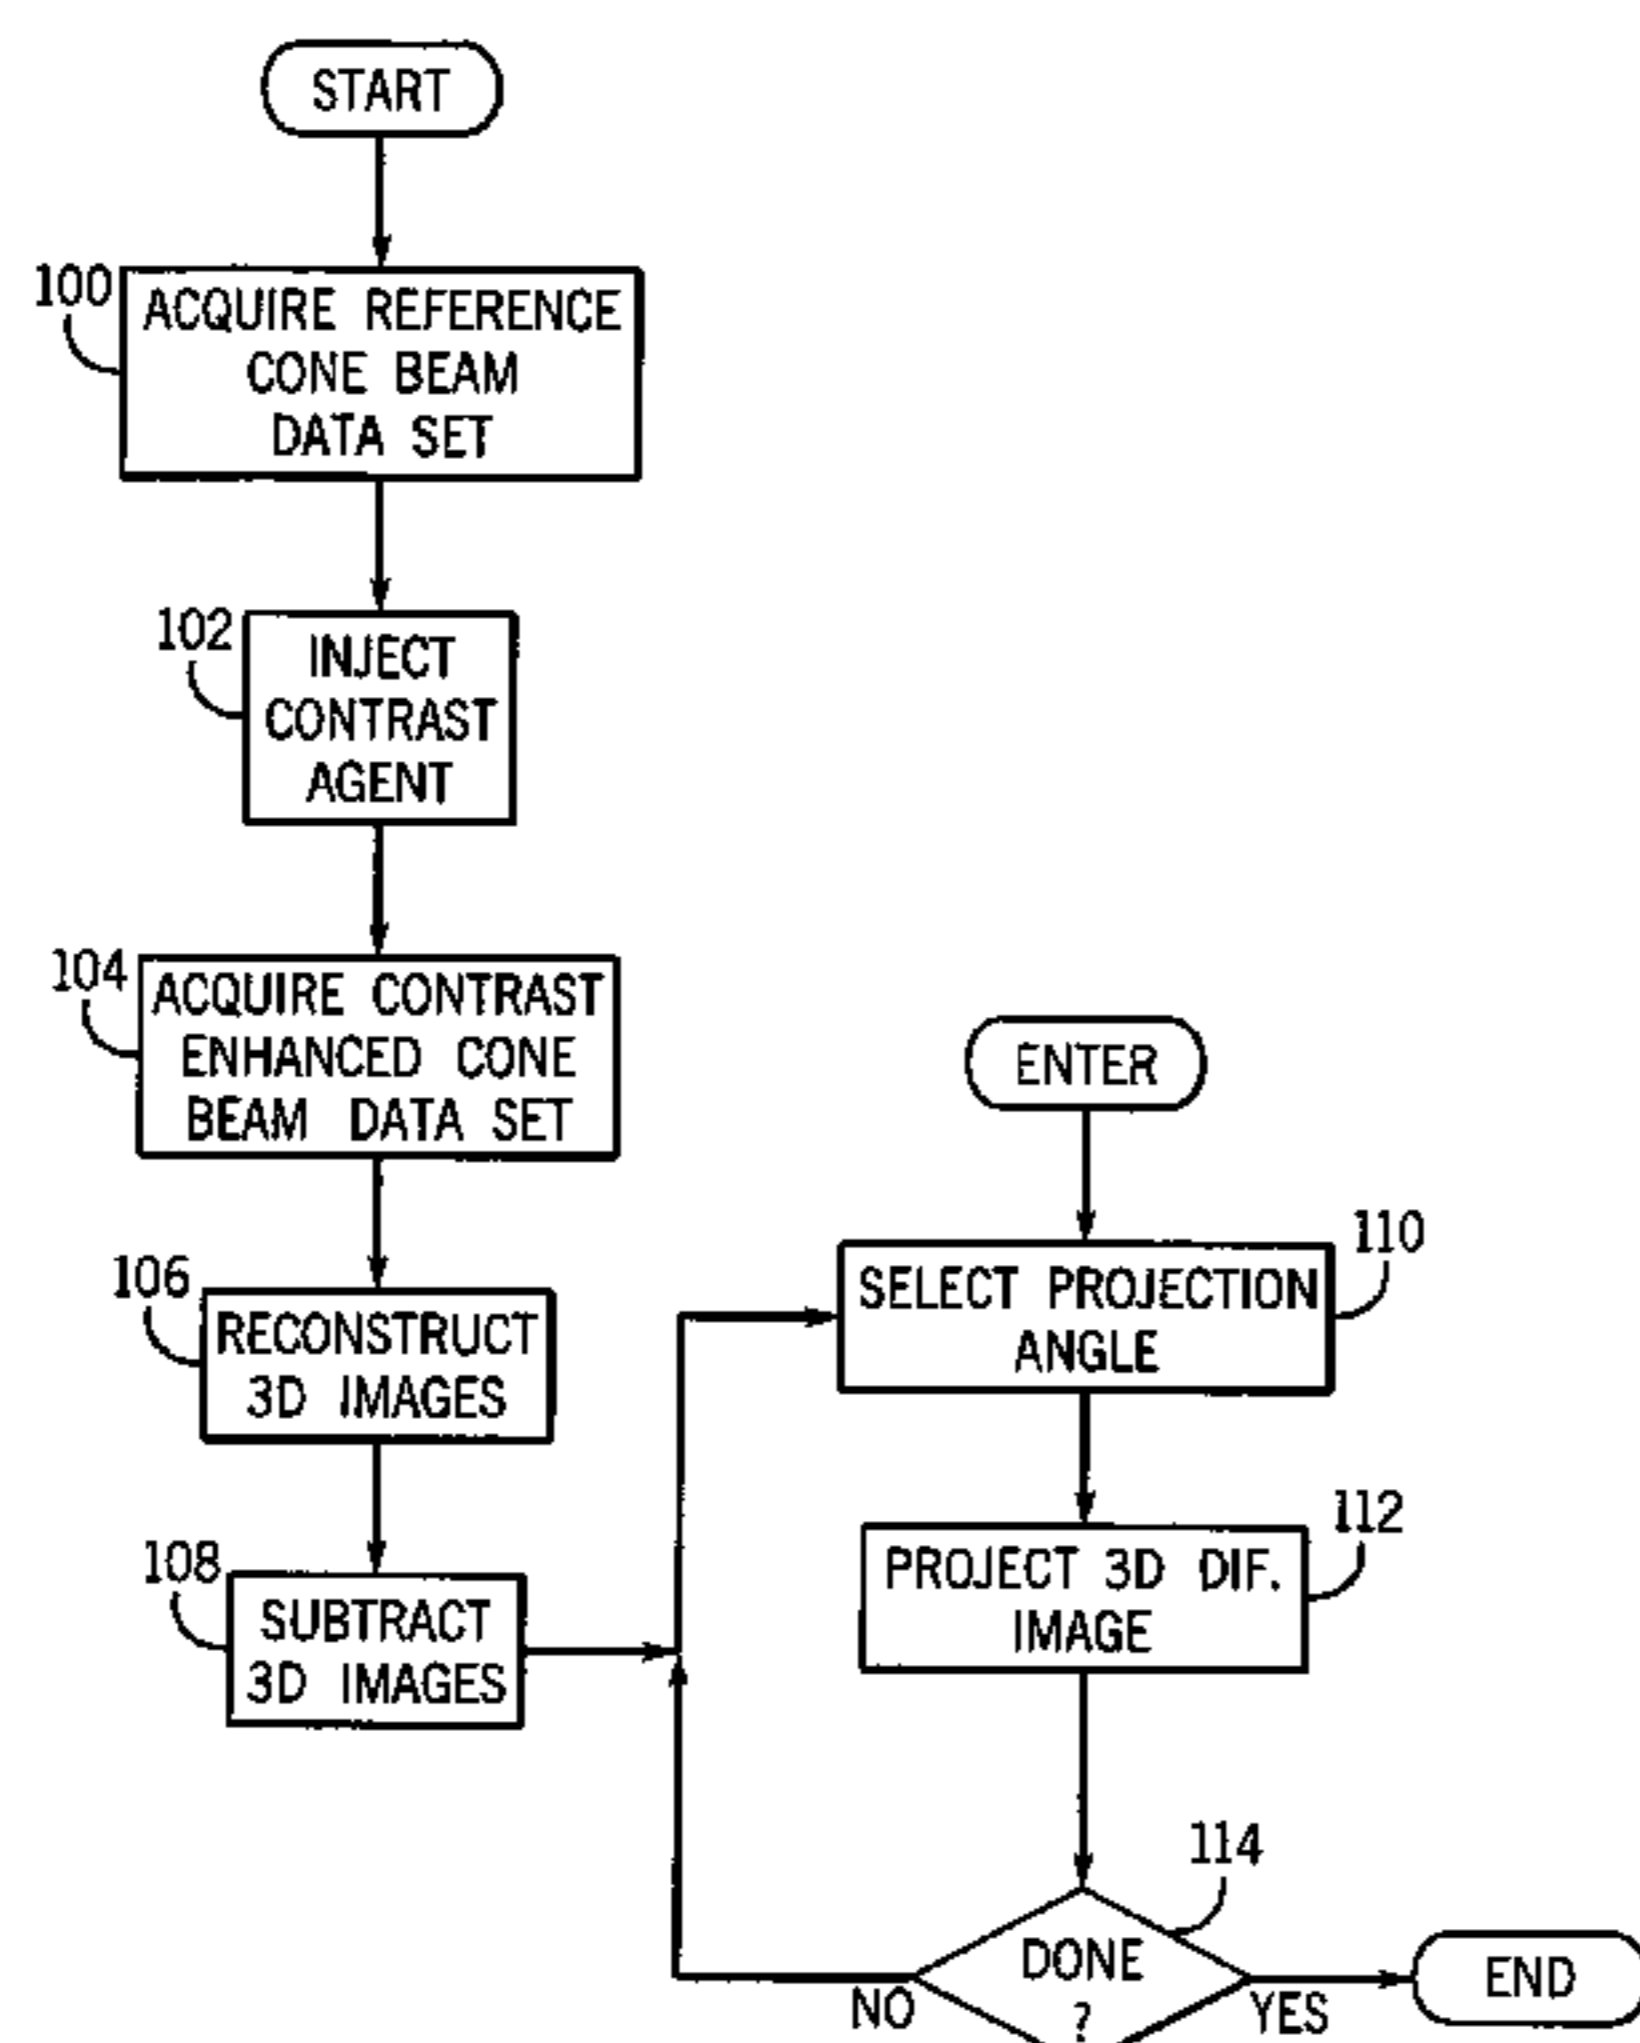 START
100
ACQUIRE REFERENCE
CONE BEAM
DATA SET
102
INJECT
CONTRAST
AGENT
104
ACQUIRE CONTRAST
ENHANCED CONE
BEAM DATA SET
106
RECONSTRUCT
3D IMAGES
108
SUBTRACT
3D IMAGES
ENTER
110
SELECT PROJECTION
ANGLE
112
PROJECT 3D DIF.
IMAGE
114
DONE
?
NO
YES
END